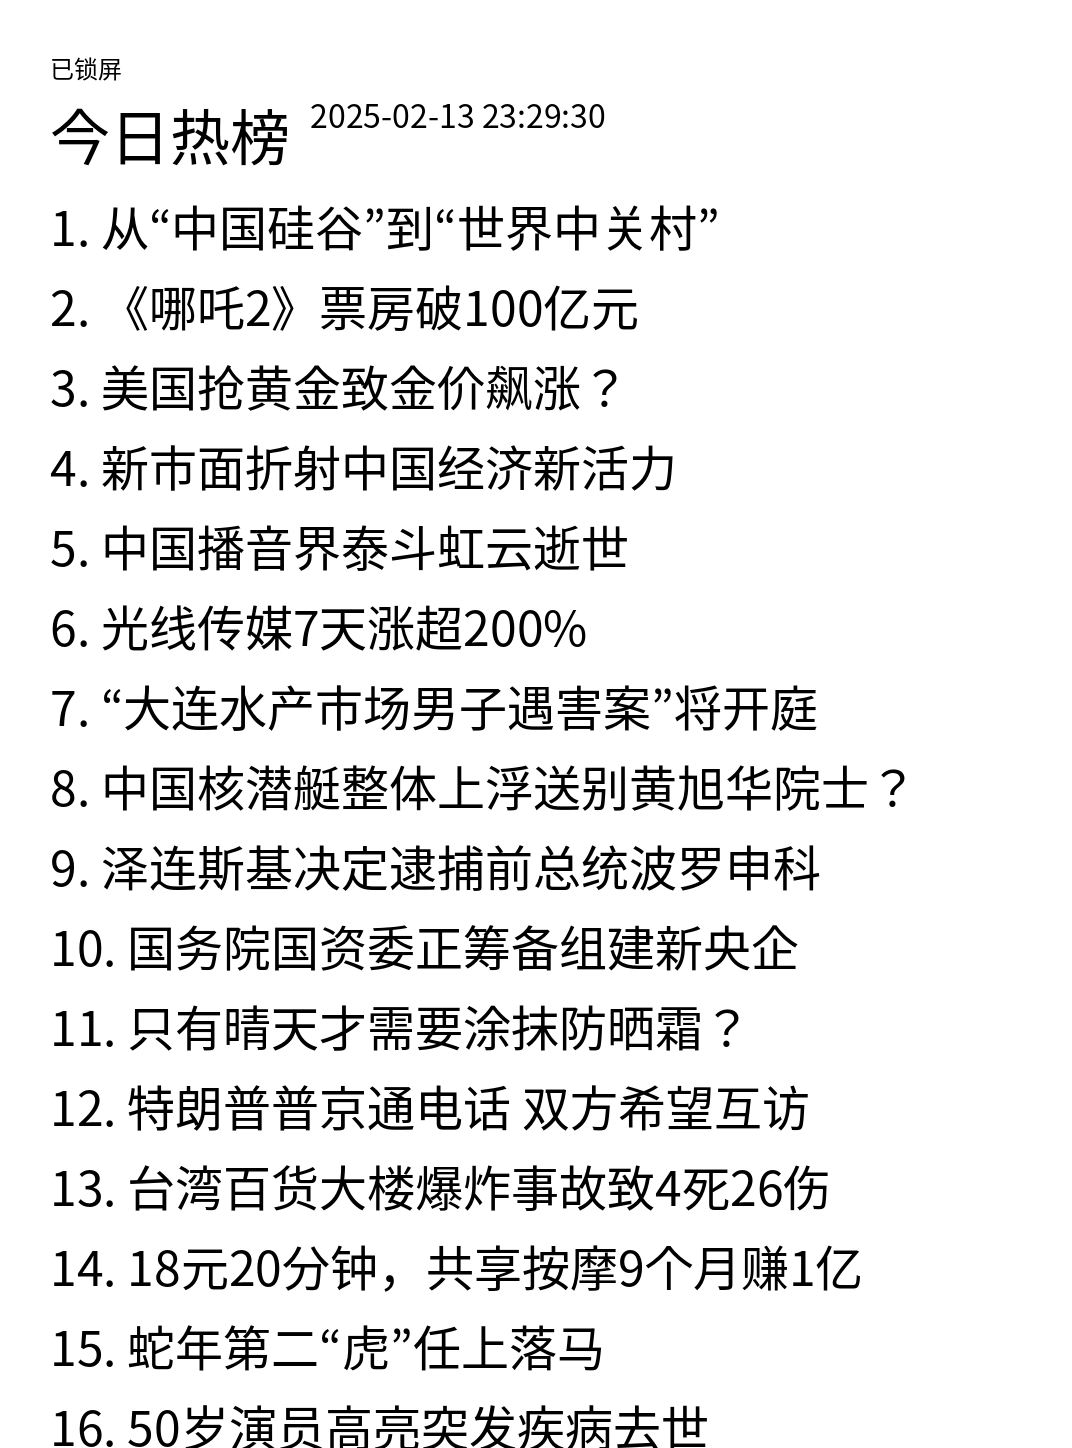 已锁屏
今日热榜 2025-02-13 23:29:30
1. 从“中国硅谷”到“世界中关村”
2. 《哪吒2》票房破100亿元
3. 美国抢黄金致金价飙涨？
4. 新市面折射中国经济新活力
5. 中国播音界泰斗虹云逝世
6. 光线传媒7天涨超200%
7. “大连水产市场男子遇害案”将开庭
8. 中国核潜艇整体上浮送别黄旭华院士？
9. 泽连斯基决定逮捕前总统波罗申科
10. 国务院国资委正筹备组建新央企
11. 只有晴天才需要涂抹防晒霜？
12. 特朗普普京通电话 双方希望互访
13. 台湾百货大楼爆炸事故致4死26伤
14. 18元20分钟，共享按摩9个月赚1亿
15. 蛇年第二“虎”任上落马
16. 50岁演员高亮突发疾病去世